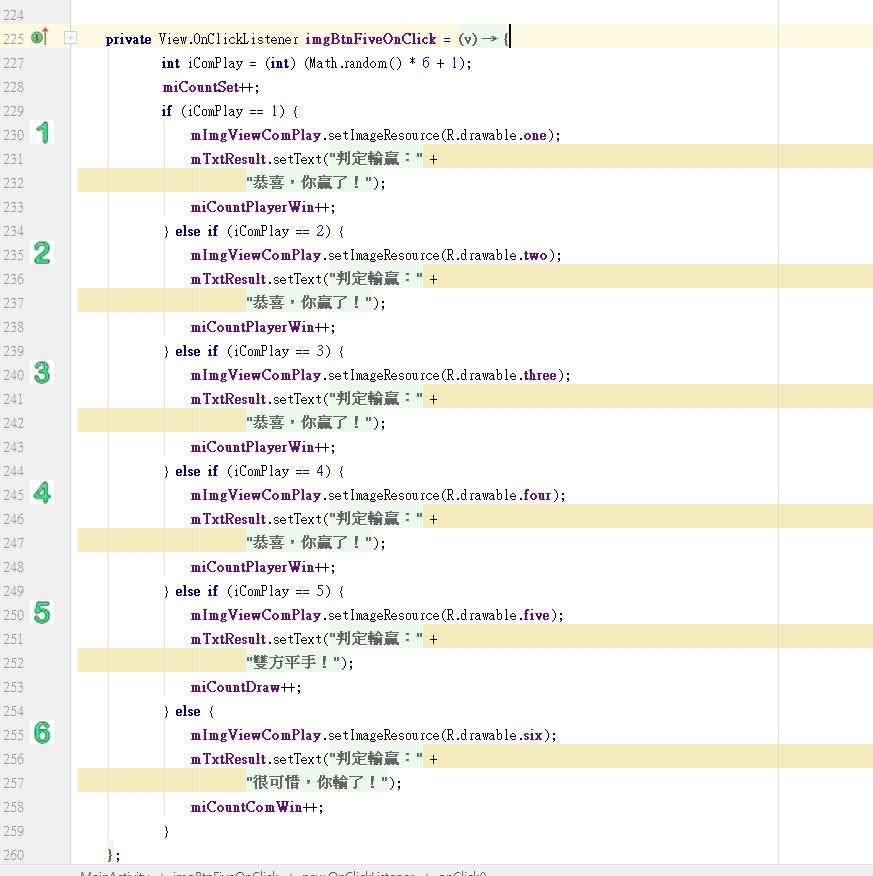 224
225 private View.OnClickListener imgBtnFiveOnClick = (v) → {
227 int iComPlay = (int) (Math.random() * 6 + 1);
228 miCountSet++;
229 if (iComPlay == 1) {
1 230 mImgViewComPlay.setImageResource(R.drawable.one);
231 mTxtResult.setText("判定輸贏：" +
232 "恭喜，你贏了！");
233 miCountPlayerWin++;
234 } else if (iComPlay == 2) {
2 235 mImgViewComPlay.setImageResource(R.drawable.two);
236 mTxtResult.setText("判定輸贏：" +
237 "恭喜，你贏了！");
238 miCountPlayerWin++;
239 } else if (iComPlay == 3) {
3 240 mImgViewComPlay.setImageResource(R.drawable.three);
241 mTxtResult.setText("判定輸贏：" +
242 "恭喜，你贏了！");
243 miCountPlayerWin++;
244 } else if (iComPlay == 4) {
4 245 mImgViewComPlay.setImageResource(R.drawable.four);
246 mTxtResult.setText("判定輸贏：" +
247 "恭喜，你贏了！");
248 miCountPlayerWin++;
249 } else if (iComPlay == 5) {
5 250 mImgViewComPlay.setImageResource(R.drawable.five);
251 mTxtResult.setText("判定輸贏：" +
252 "雙方平手！");
253 miCountDraw++;
254 } else {
6 255 mImgViewComPlay.setImageResource(R.drawable.six);
256 mTxtResult.setText("判定輸贏：" +
257 "很可惜，你輸了！");
258 miCountComWin++;
259 }
260 };
MainActivity > imgBtnFiveOnClick > new OnClickListener > onClick()